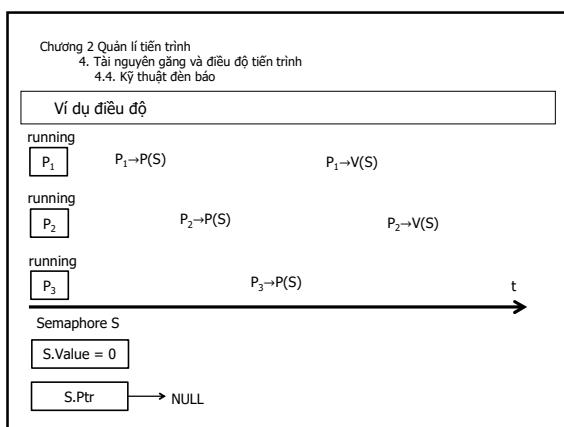 Chương 2 Quản lí tiến trình
4. Tài nguyên găng và điều độ tiến trình
4.4. Kỹ thuật đèn báo
Ví dụ điều độ
running
P₁ P₁→P(S) P₁→V(S)
running
P₂ P₂→P(S) P₂→V(S)
running
P₃ P₃→P(S) t
Semaphore S
S.Value = 0
S.Ptr NULL